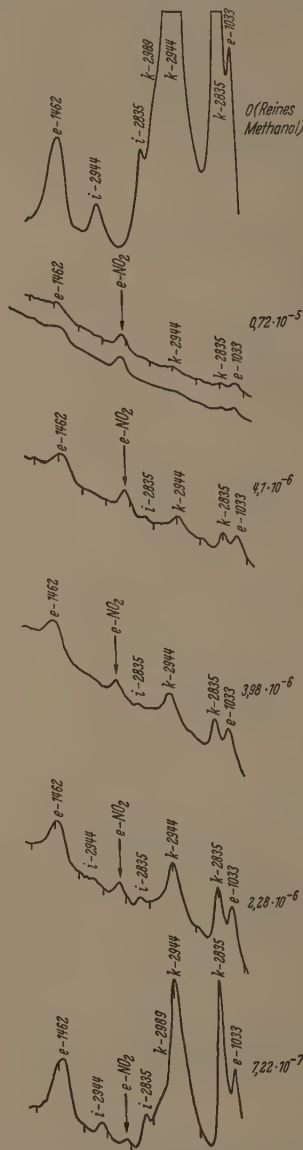 e-1462
i-2944
i-2835
k-2989
k-2944
k-2835
e-1033
0 (Reines
Methanol)
e-1462
e-NO₂
k-2944
k-2835
e-1033
0,72·10⁻⁵
e-1462
e-NO₂
i-2835
k-2944
k-2835
e-1033
4,1·10⁻⁶
e-1462
e-NO₂
i-2835
k-2944
k-2835
e-1033
3,98·10⁻⁶
e-1462
i-2944
e-NO₂
i-2835
k-2944
k-2835
e-1033
2,28·10⁻⁶
e-1462
i-2944
e-NO₂
i-2835
k-2989
k-2944
k-2835
e-1033
7,22·10⁻⁷